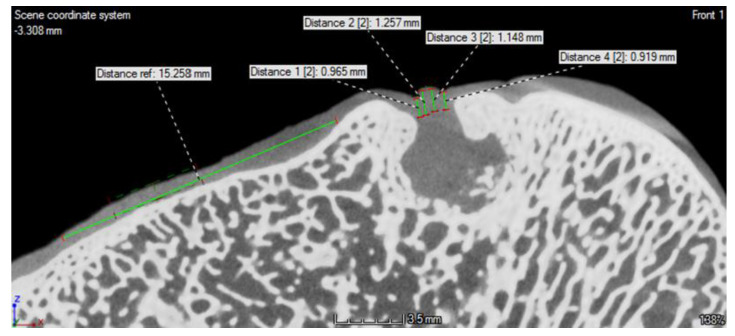 Scene coordinate system
Front 1
-3.308 mm
Distance 2 [2]: 1.257 mm
Distance 3 [2]: 1.148 mm
Distance 4 [2]: 0.919 mm
Distance 1 [2]: 0.965 mm
Distance ref: 15.258 mm
z
x
3.5 mm
138%